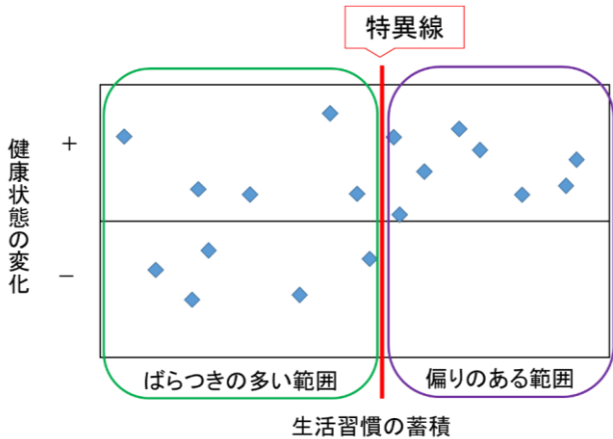 特異線
健康状態の変化
+
−
ばらつきの多い範囲
偏りのある範囲
生活習慣の蓄積